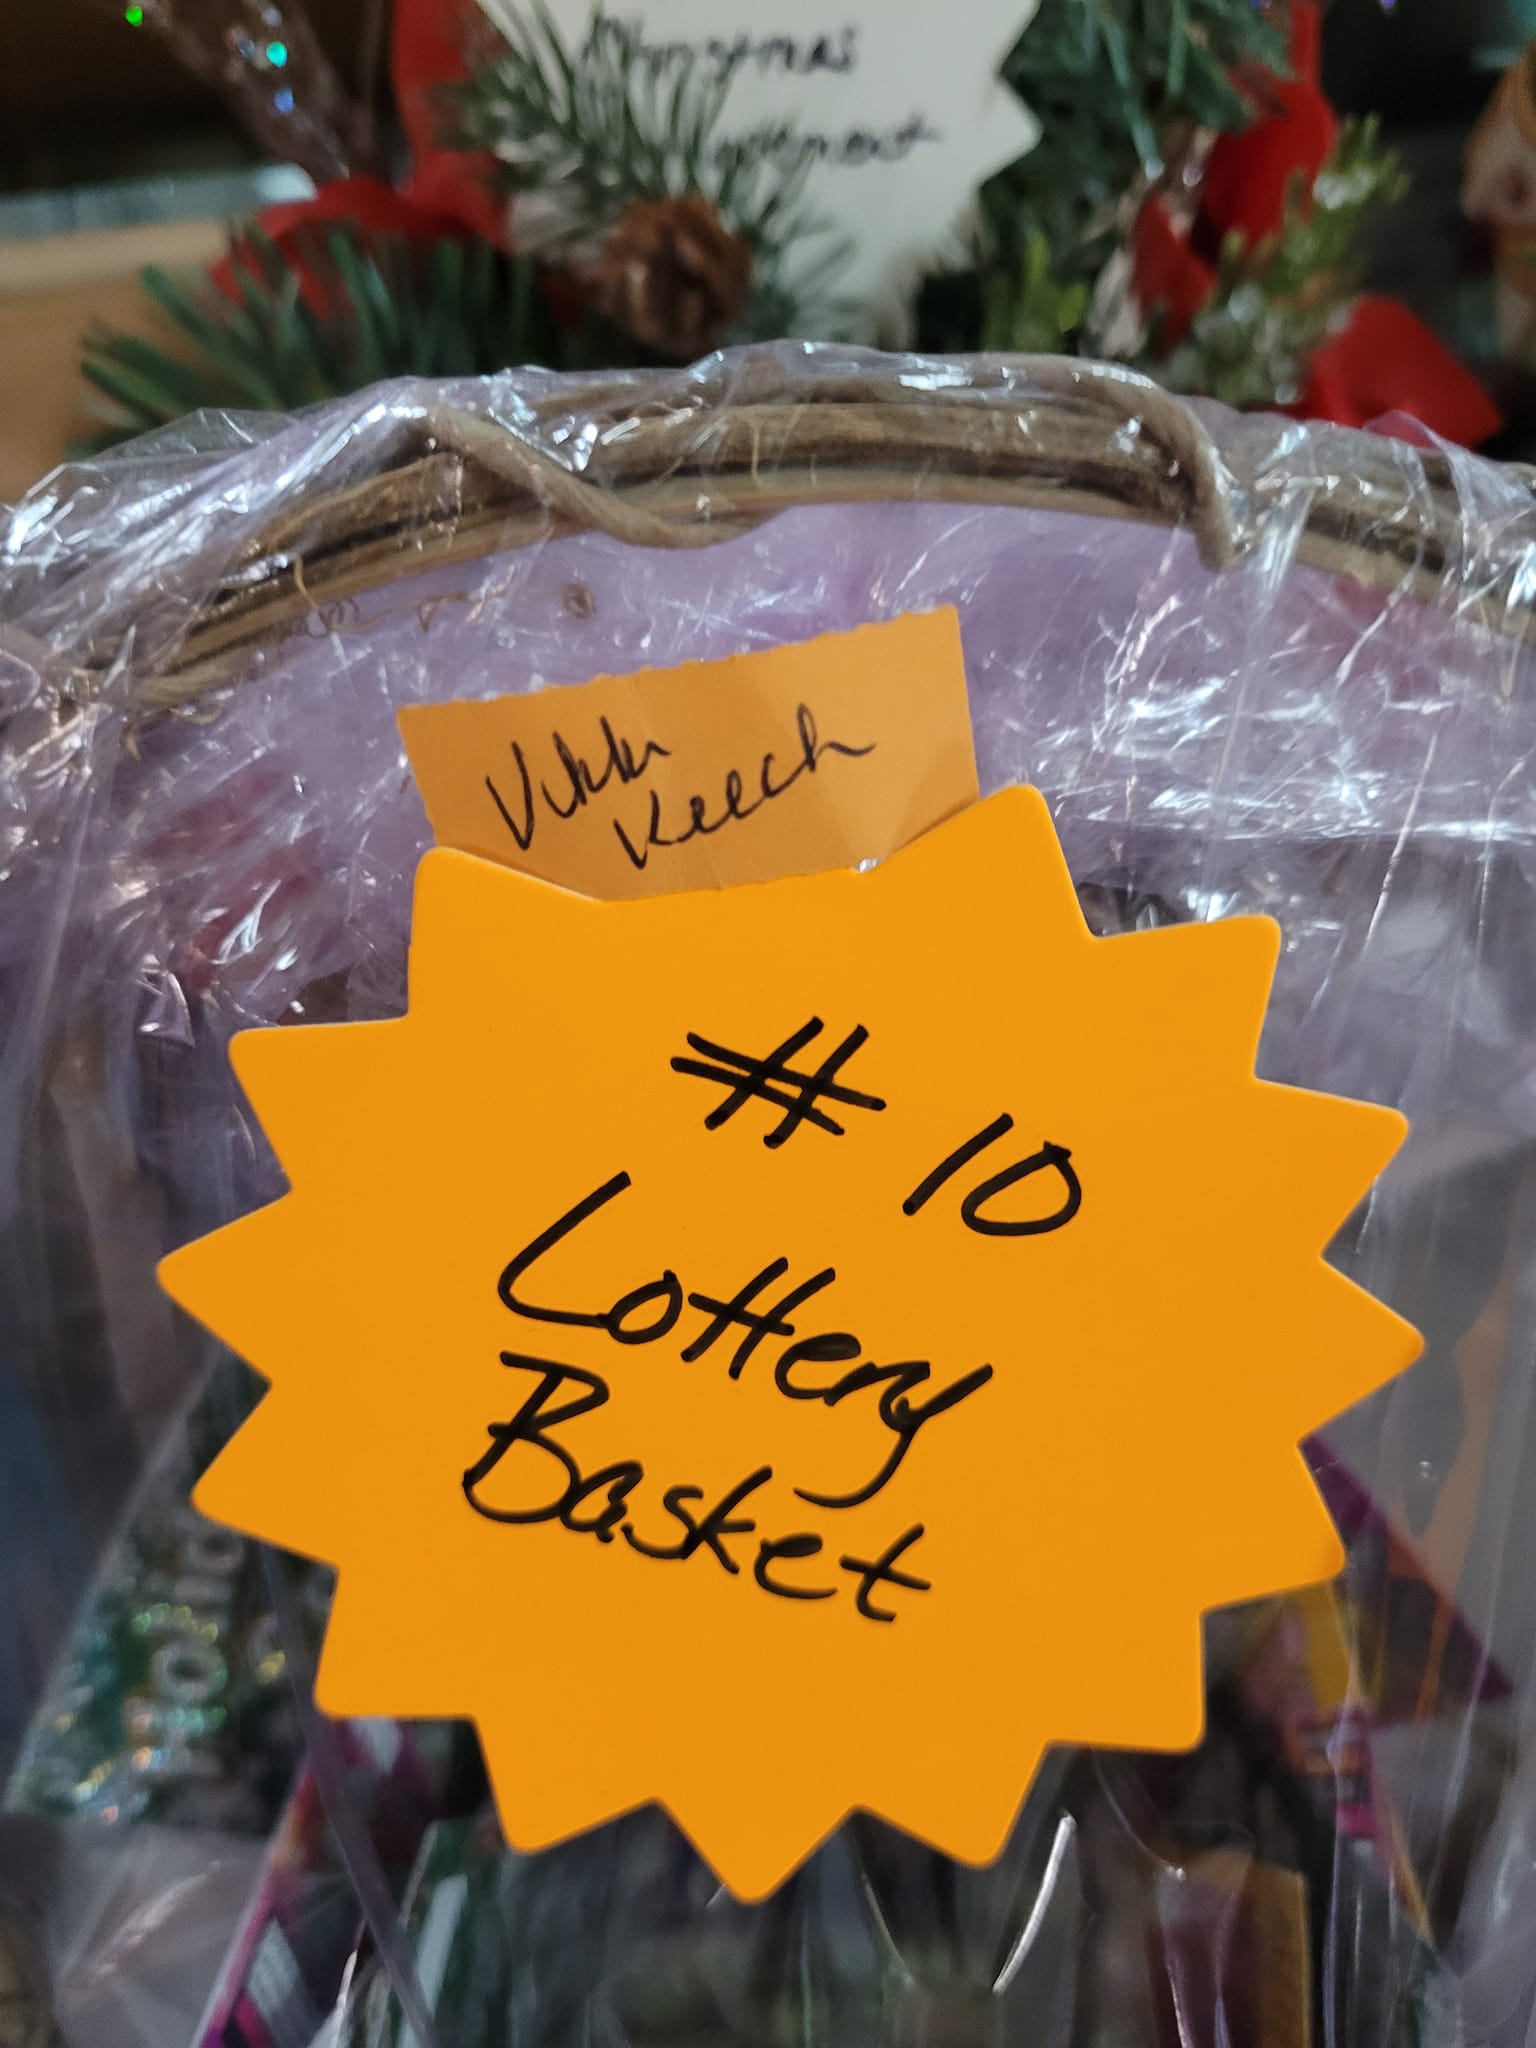 Vikki
Keech
# 10
Lottery
Basket